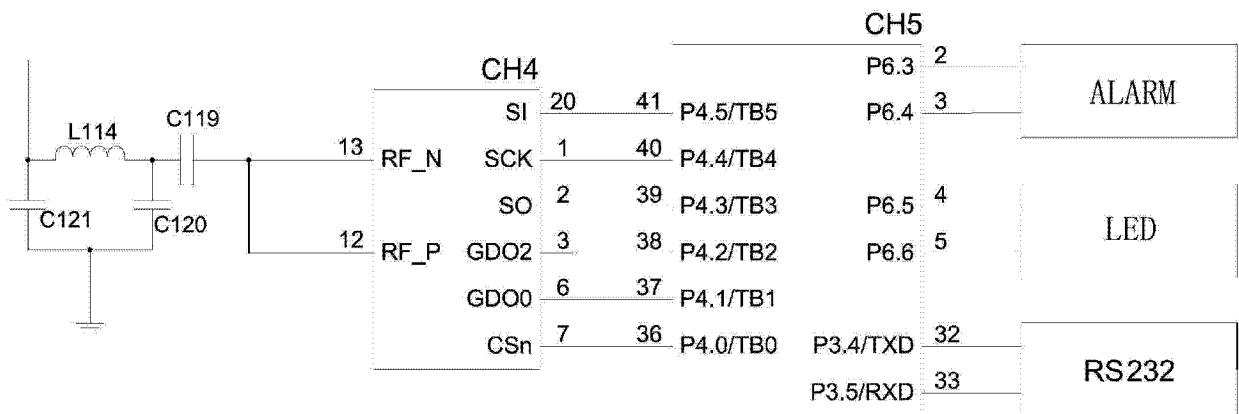 CH5
CH4
P6.3 2
ALARM
SI 20 41 P4.5/TB5 P6.4 3
L114 C119
13 RF_N SCK 1 40 P4.4/TB4
SO 2 39 P4.3/TB3 P6.5 4
C121 C120
LED
12 RF_P GDO2 3 38 P4.2/TB2 P6.6 5
GDO0 6 37 P4.1/TB1
CSn 7 36 P4.0/TB0 P3.4/TXD 32
RS232
P3.5/RXD 33